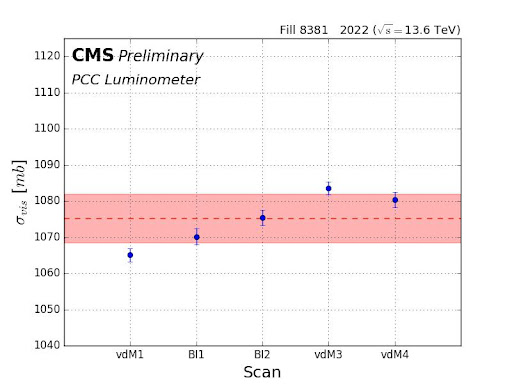 Fill 8381 2022 (√s=13.6 TeV)
CMS Preliminary
PCC Luminometer
σvis [mb]
1120
1110
1100
1090
1080
1070
1060
1050
1040
vdM1 BI1 BI2 vdM3 vdM4
Scan